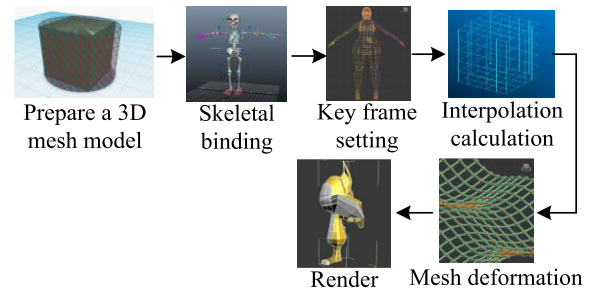 Prepare a 3D
mesh model
Skeletal
binding
Key frame
setting
Interpolation
calculation
Mesh deformation
Render